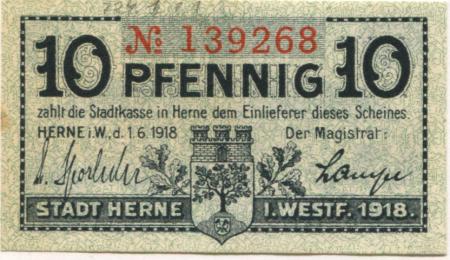 № 139268
10 PFENNIG 10
zahlt die Stadtkasse in Herne dem Einlieferer dieses Scheines.
HERNE i.W., d. 1.6.1918 Der Magistrat:
STADT HERNE I. WESTF. 1918.